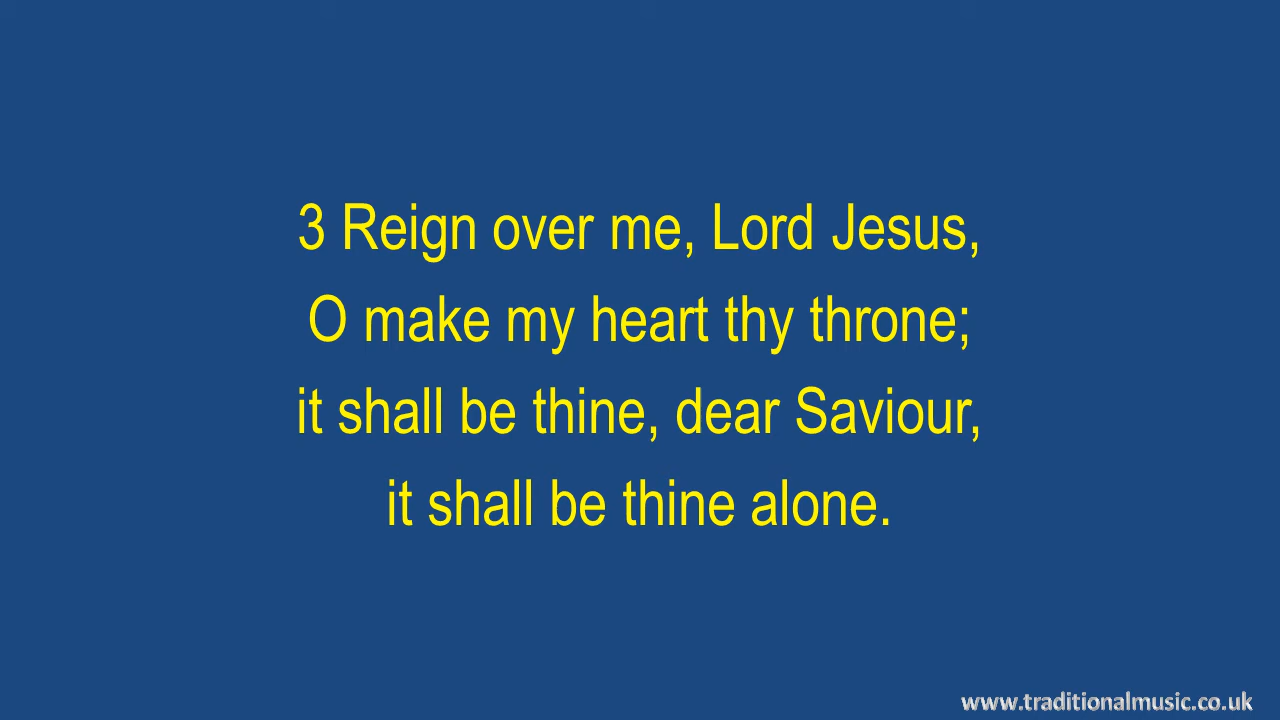 3 Reign over me, Lord Jesus,
O make my heart thy throne;
it shall be thine, dear Saviour,
it shall be thine alone.
www.traditionalmusic.co.uk